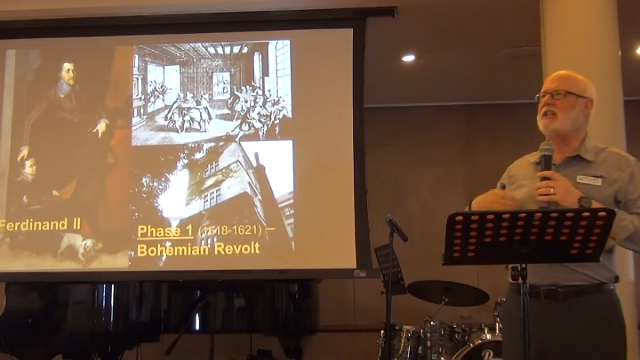 Ferdinand II
Phase 1 (1618-1621) –
Bohemian Revolt